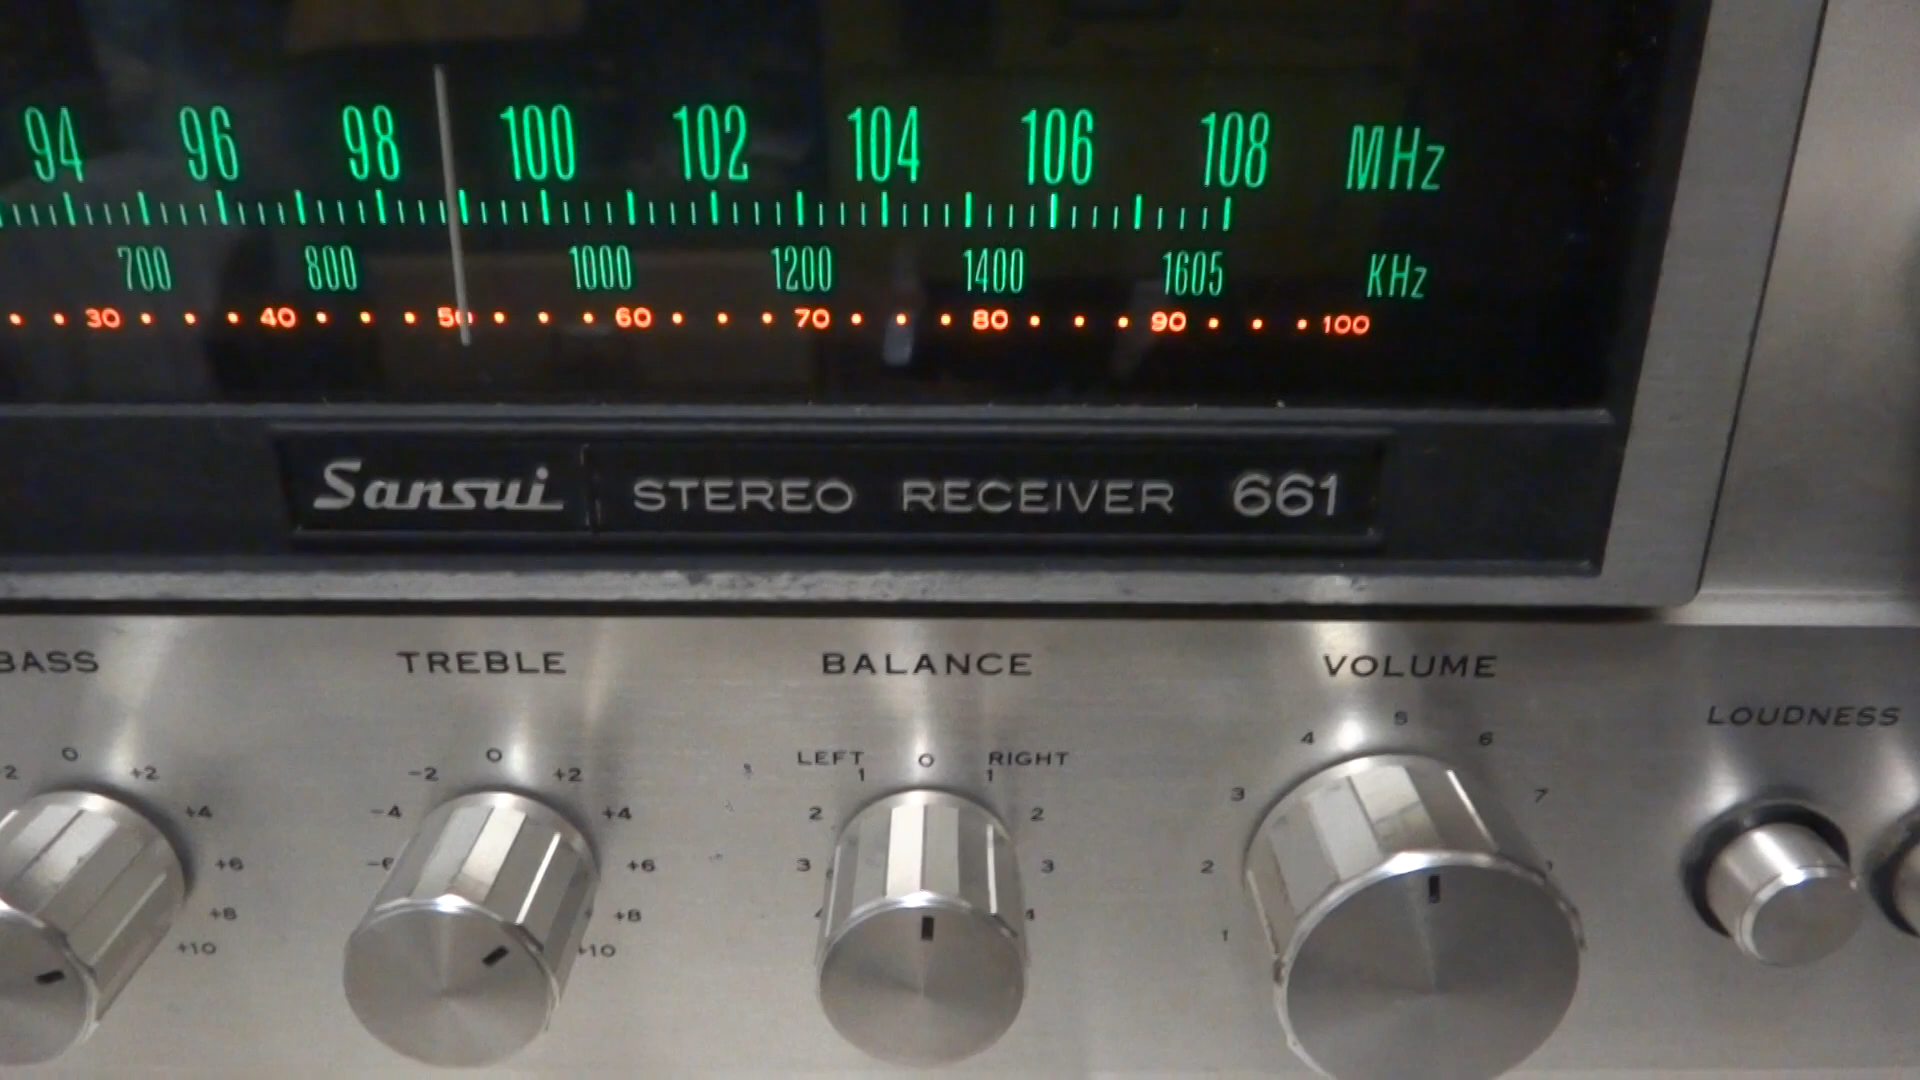 94 96 98 100 102 104 106 108 MHz
700 800 1000 1200 1400 1605 KHz
30 40 50 60 70 80 90 100
Sansui STEREO RECEIVER 661
BASS TREBLE BALANCE VOLUME
LOUDNESS
0 +2 +4 +6 +8 +10
-4 -2 0 +2 +4 +6 +8 +10
LEFT 0 RIGHT
3 2 1 1 2 3 4
1 2 3 4 5 6 7